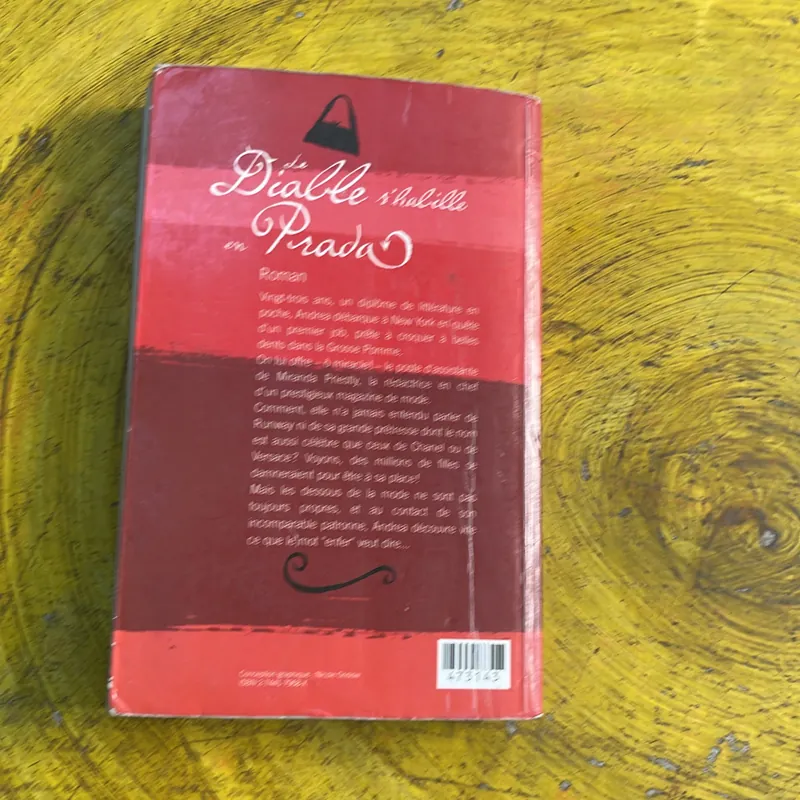 Le
Diable s'habille
en Prada
Roman
Vingt-trois ans, un diplôme de littérature en
poche, Andrea débarque à New York en quête
d'un premier job, prête à croquer à belles
dents dans la Grosse Pomme.
On lui offre – ô miracle! – le poste d'assistante
de Miranda Priestly, la rédactrice en chef
d'un prestigieux magazine de mode.
Comment, elle n'a jamais entendu parler de
Runway ni de sa grande prêtresse dont le nom
est aussi célèbre que ceux de Chanel ou de
Versace? Voyons, des millions de filles se
damneraient pour être à sa place!
Mais les dessous de la mode ne sont pas
toujours propres, et au contact de son
incomparable patronne, Andrea découvre vite
ce que le mot "enfer" veut dire...
Conception graphique :
ISBN
473143